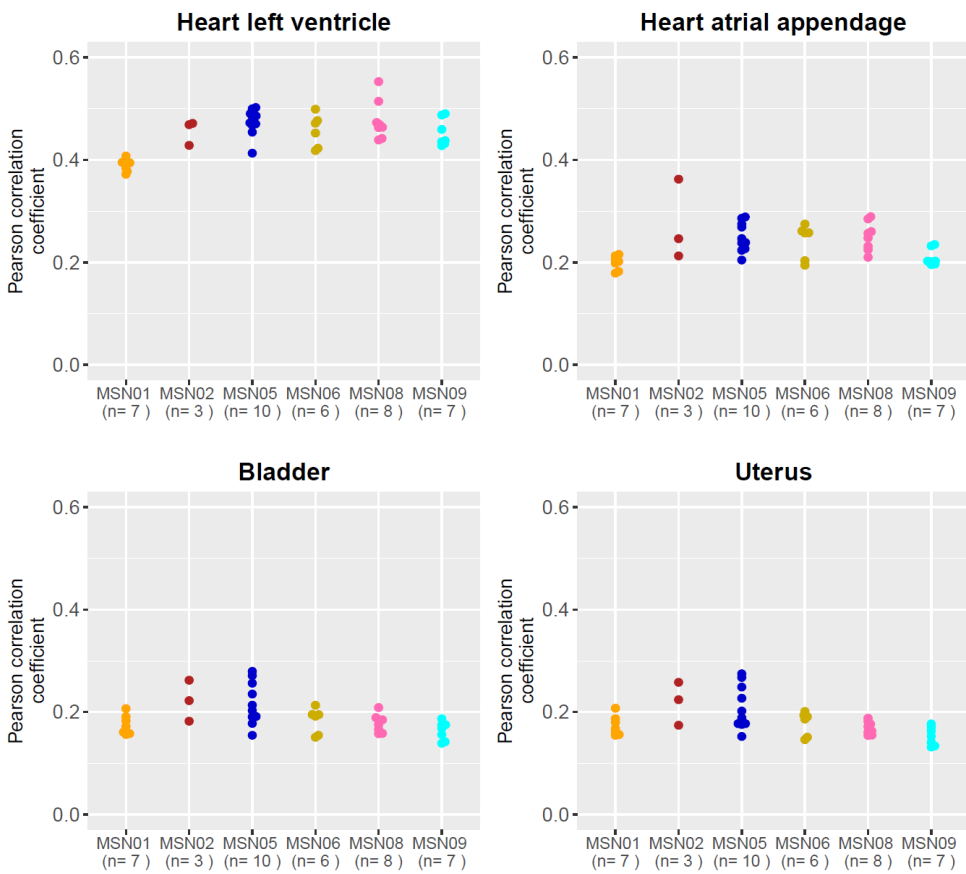 Heart left ventricle
Pearson correlation
coefficient
0.6
0.4
0.2
0.0
MSN01 MSN02 MSN05 MSN06 MSN08 MSN09
(n= 7 ) (n= 3 ) (n= 10 ) (n= 6 ) (n= 8 ) (n= 7 )
Heart atrial appendage
Pearson correlation
coefficient
0.6
0.4
0.2
0.0
MSN01 MSN02 MSN05 MSN06 MSN08 MSN09
(n= 7 ) (n= 3 ) (n= 10 ) (n= 6 ) (n= 8 ) (n= 7 )
Bladder
Pearson correlation
coefficient
0.6
0.4
0.2
0.0
MSN01 MSN02 MSN05 MSN06 MSN08 MSN09
(n= 7 ) (n= 3 ) (n= 10 ) (n= 6 ) (n= 8 ) (n= 7 )
Uterus
Pearson correlation
coefficient
0.6
0.4
0.2
0.0
MSN01 MSN02 MSN05 MSN06 MSN08 MSN09
(n= 7 ) (n= 3 ) (n= 10 ) (n= 6 ) (n= 8 ) (n= 7 )